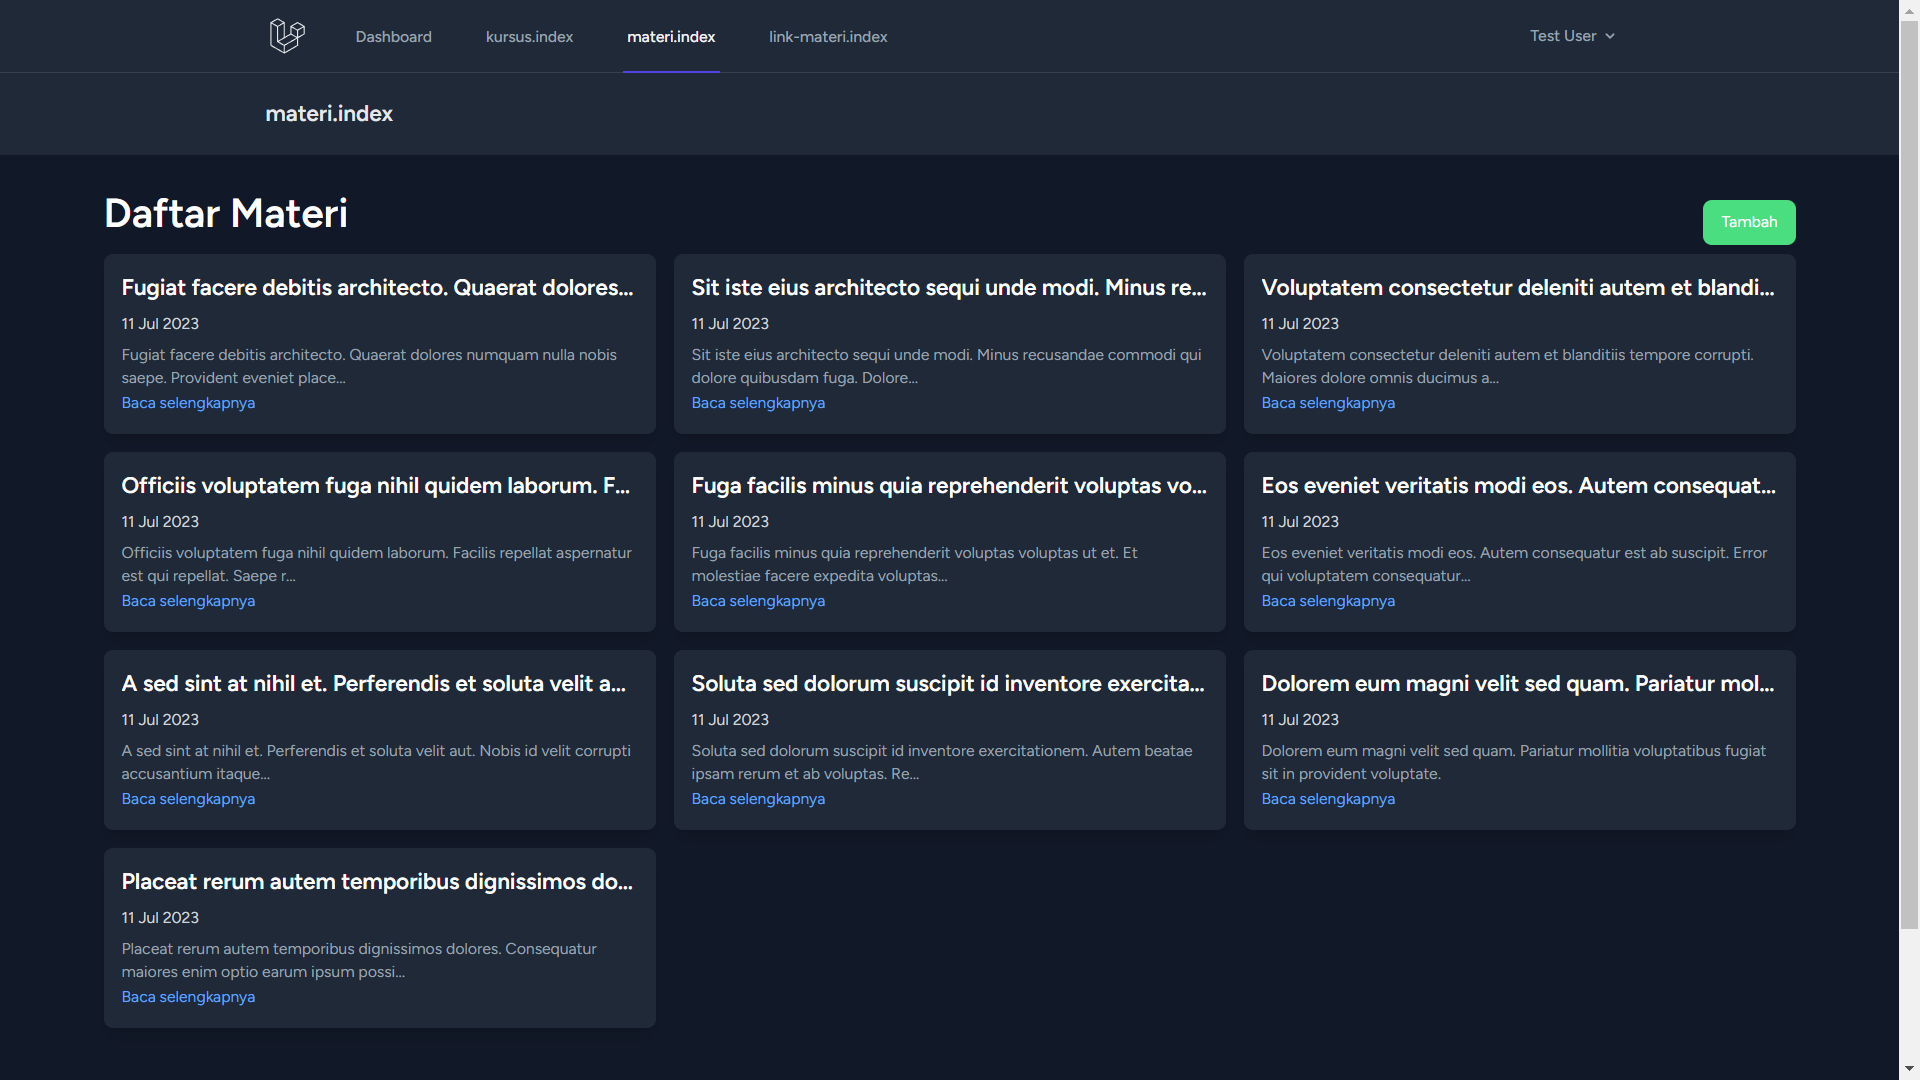 Dashboard
kursus.index
materi.index
link-materi.index
Test User
materi.index
Daftar Materi
Tambah
Fugiat facere debitis architecto. Quaerat dolores...
11 Jul 2023
Fugiat facere debitis architecto. Quaerat dolores numquam nulla nobis
saepe. Provident eveniet place...
Baca selengkapnya
Sit iste eius architecto sequi unde modi. Minus re...
11 Jul 2023
Sit iste eius architecto sequi unde modi. Minus recusandae commodi qui
dolore quibusdam fuga. Dolore...
Baca selengkapnya
Voluptatem consectetur deleniti autem et blandi...
11 Jul 2023
Voluptatem consectetur deleniti autem et blanditiis tempore corrupti.
Maiores dolore omnis ducimus a...
Baca selengkapnya
Officiis voluptatem fuga nihil quidem laborum. F...
11 Jul 2023
Officiis voluptatem fuga nihil quidem laborum. Facilis repellat aspernatur
est qui repellat. Saepe r...
Baca selengkapnya
Fuga facilis minus quia reprehenderit voluptas vo...
11 Jul 2023
Fuga facilis minus quia reprehenderit voluptas voluptas ut et. Et
molestiae facere expedita voluptas...
Baca selengkapnya
Eos eveniet veritatis modi eos. Autem consequat...
11 Jul 2023
Eos eveniet veritatis modi eos. Autem consequatur est ab suscipit. Error
qui voluptatem consequatur...
Baca selengkapnya
A sed sint at nihil et. Perferendis et soluta velit a...
11 Jul 2023
A sed sint at nihil et. Perferendis et soluta velit aut. Nobis id velit corrupti
accusantium itaque...
Baca selengkapnya
Soluta sed dolorum suscipit id inventore exercita...
11 Jul 2023
Soluta sed dolorum suscipit id inventore exercitationem. Autem beatae
ipsam rerum et ab voluptas. Re...
Baca selengkapnya
Dolorem eum magni velit sed quam. Pariatur mol...
11 Jul 2023
Dolorem eum magni velit sed quam. Pariatur mollitia voluptatibus fugiat
sit in provident voluptate.
Baca selengkapnya
Placeat rerum autem temporibus dignissimos do...
11 Jul 2023
Placeat rerum autem temporibus dignissimos dolores. Consequatur
maiores enim optio earum ipsum possi...
Baca selengkapnya